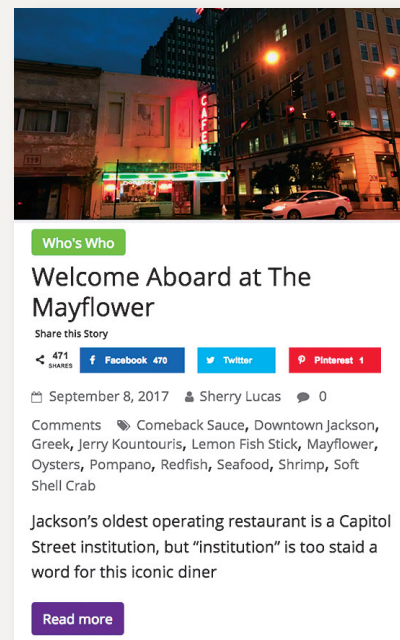 CAFE
Who's Who
Welcome Aboard at The
Mayflower
Share this Story
471
SHARES
Facebook 470
Twitter
Pinterest 1
September 8, 2017 Sherry Lucas 0
Comments Comeback Sauce, Downtown Jackson,
Greek, Jerry Kountouris, Lemon Fish Stick, Mayflower,
Oysters, Pompano, Redfish, Seafood, Shrimp, Soft
Shell Crab
Jackson’s oldest operating restaurant is a Capitol
Street institution, but “institution” is too staid a
word for this iconic diner
Read more